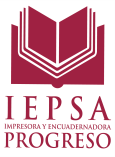 IEPSA
IMPRESORA Y ENCUADERNADORA
PROGRESO